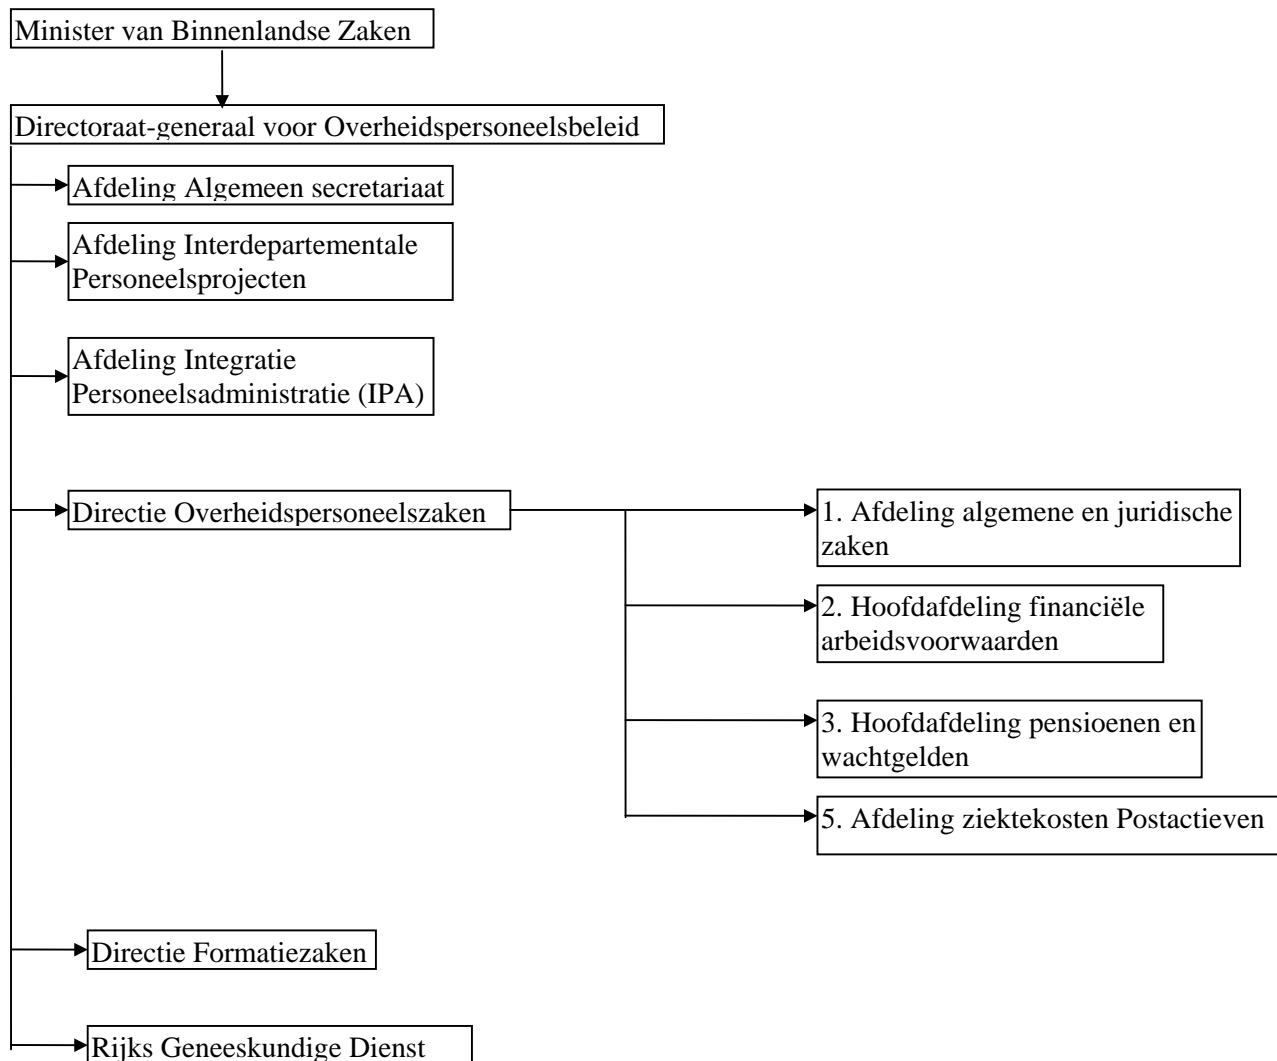 Minister van Binnenlandse Zaken
Directoraat-generaal voor Overheidspersoneelsbeleid
Afdeling Algemeen secretariaat
Afdeling Interdepartementale
Personeelsprojecten
Afdeling Integratie
Personeelsadministratie (IPA)
Directie Overheidspersoneelszaken
1. Afdeling algemene en juridische
zaken
2. Hoofdafdeling financiële
arbeidsvoorwaarden
3. Hoofdafdeling pensioenen en
wachtgelden
5. Afdeling ziektekosten Postactieven
Directie Formatiezaken
Rijks Geneeskundige Dienst